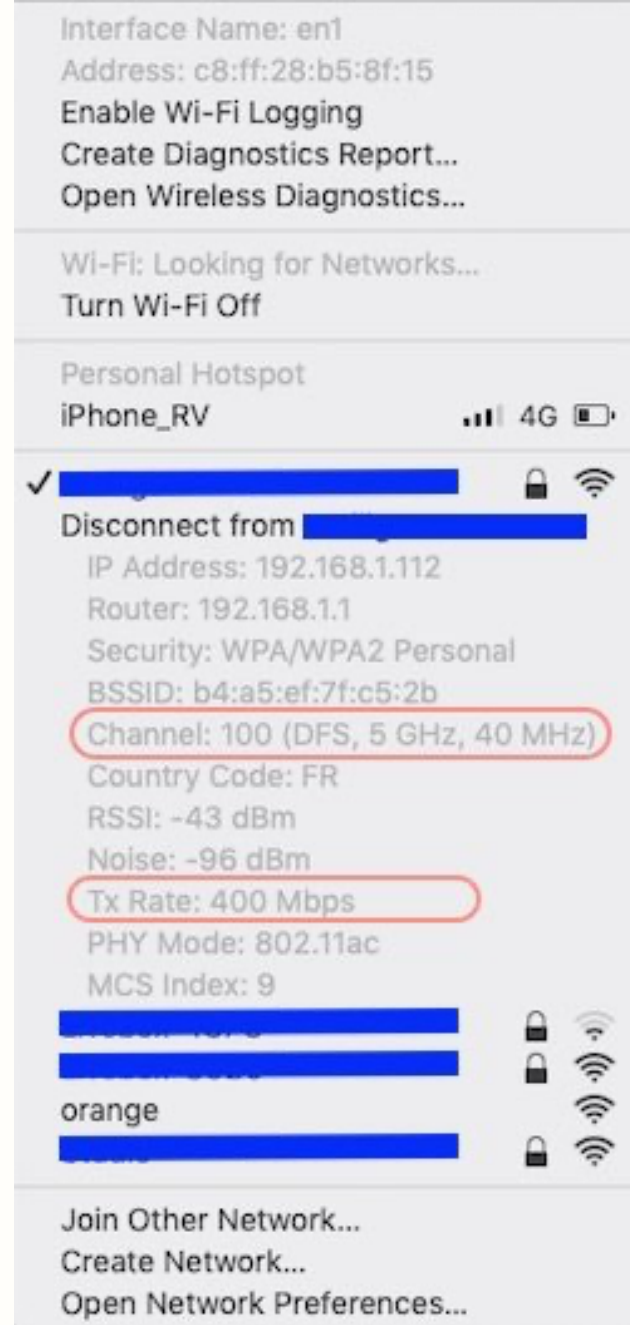 Interface Name: en1
Address: c8:ff:28:b5:8f:15
Enable Wi-Fi Logging
Create Diagnostics Report...
Open Wireless Diagnostics...
Wi-Fi: Looking for Networks...
Turn Wi-Fi Off
Personal Hotspot
iPhone_RV 4G
Disconnect from
IP Address: 192.168.1.112
Router: 192.168.1.1
Security: WPA/WPA2 Personal
BSSID: b4:a5:ef:7f:c5:2b
Channel: 100 (DFS, 5 GHz, 40 MHz)
Country Code: FR
RSSI: -43 dBm
Noise: -96 dBm
Tx Rate: 400 Mbps
PHY Mode: 802.11ac
MCS Index: 9
orange
Join Other Network...
Create Network...
Open Network Preferences...